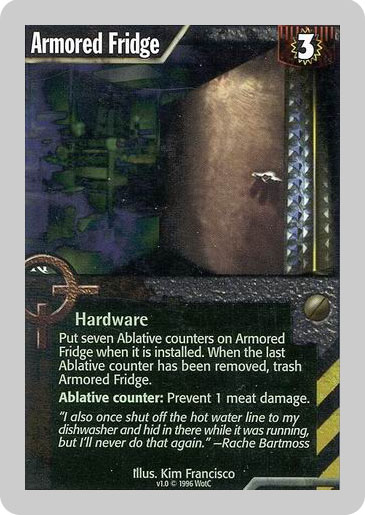 Armored Fridge
3
Hardware
Put seven Ablative counters on Armored
Fridge when it is installed. When the last
Ablative counter has been removed, trash
Armored Fridge.
Ablative counter: Prevent 1 meat damage.
“I also once shut off the hot water line to my
dishwasher and hid in there while it was running,
but I’ll never do that again.” —Rache Bartmoss
Illus. Kim Francisco
v1.0 © 1996 WotC